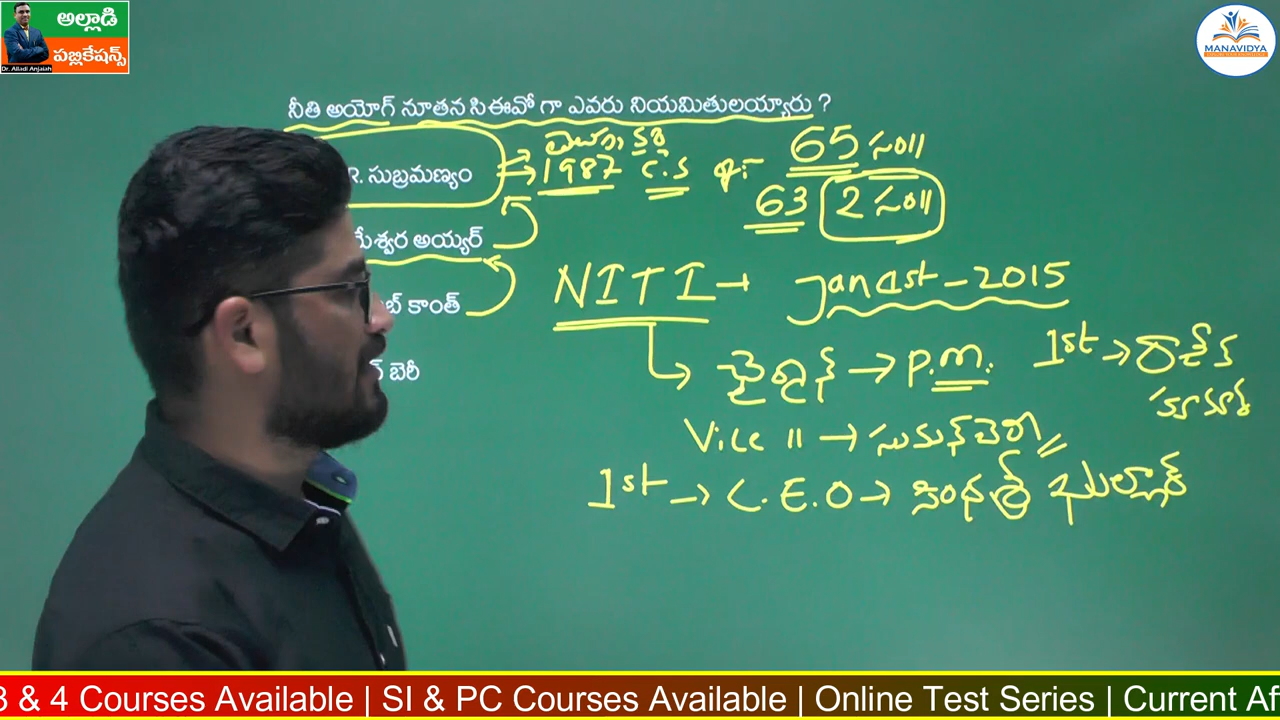 అల్లాడి
పబ్లికేషన్స్
Dr. Alladi Anjaiah
MANAVIDYA
నీతి అయోగ్ నూతన సిఈవో గా ఎవరు నియమితులయ్యారు ?
R. సుబ్రమణ్యం
1987 C.S
65 సం||
63 2 సం||
మేశ్వర అయ్యర్
బ్ కాంత్
బెరీ
NITI → Jan 1st - 2015
చైర్మన్ → P.M.
1st → రాజీవ్ కుమార్
Vice || → సుమన్ బెరీ
1st → C.E.O → సింధుశ్రీ ఖుల్లార్
3 & 4 Courses Available | SI & PC Courses Available | Online Test Series | Current Af